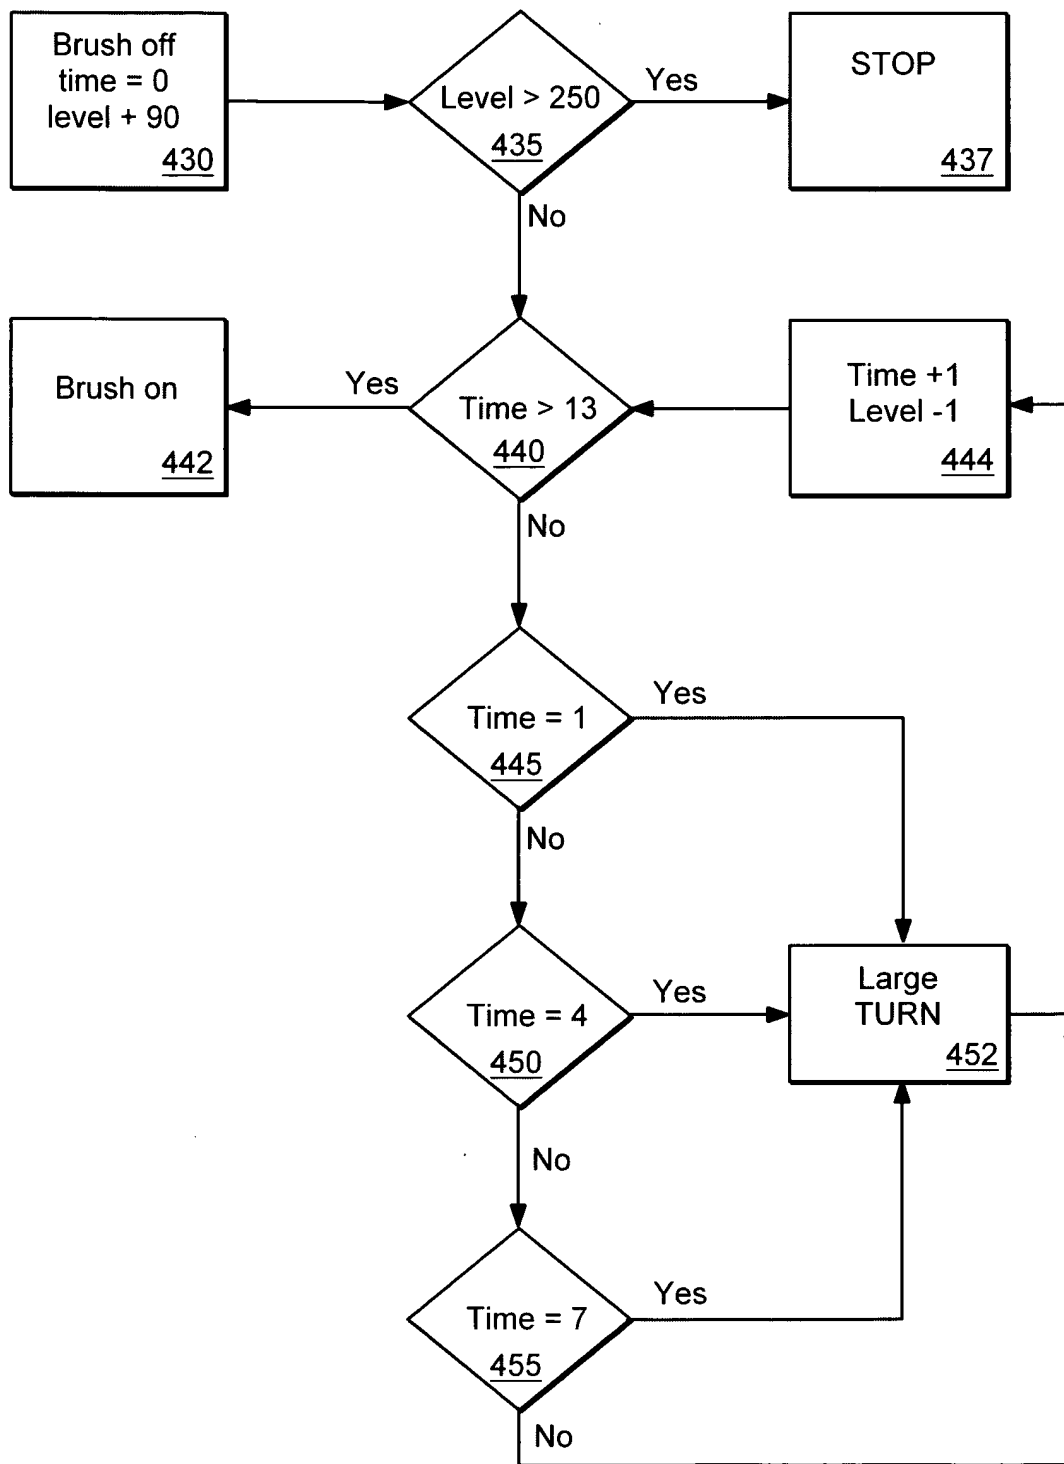 Brush off
time = 0
level + 90
430
Level > 250
435
Yes
STOP
437
No
Brush on
442
Yes
Time > 13
440
Time +1
Level -1
444
No
Time = 1
445
Yes
No
Time = 4
450
Yes
Large
TURN
452
No
Time = 7
455
Yes
No